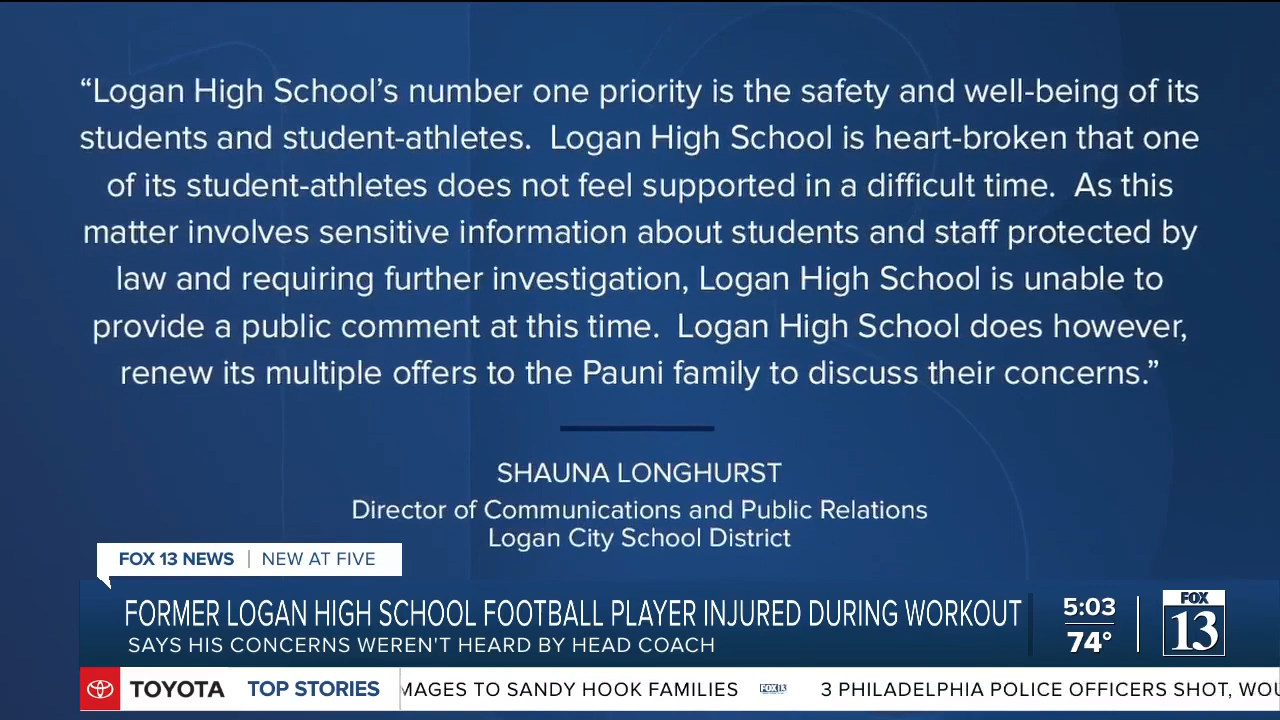 “Logan High School’s number one priority is the safety and well-being of its
students and student-athletes.  Logan High School is heart-broken that one
of its student-athletes does not feel supported in a difficult time.  As this
matter involves sensitive information about students and staff protected by
law and requiring further investigation, Logan High School is unable to
provide a public comment at this time.  Logan High School does however,
renew its multiple offers to the Pauni family to discuss their concerns.”
SHAUNA LONGHURST
Director of Communications and Public Relations
Logan City School District
FOX 13 NEWS | NEW AT FIVE
FORMER LOGAN HIGH SCHOOL FOOTBALL PLAYER INJURED DURING WORKOUT
SAYS HIS CONCERNS WEREN'T HEARD BY HEAD COACH
5:03
74°
FOX
13
TOYOTA
TOP STORIES
MAGES TO SANDY HOOK FAMILIES FOX 13 3 PHILADELPHIA POLICE OFFICERS SHOT, WOU